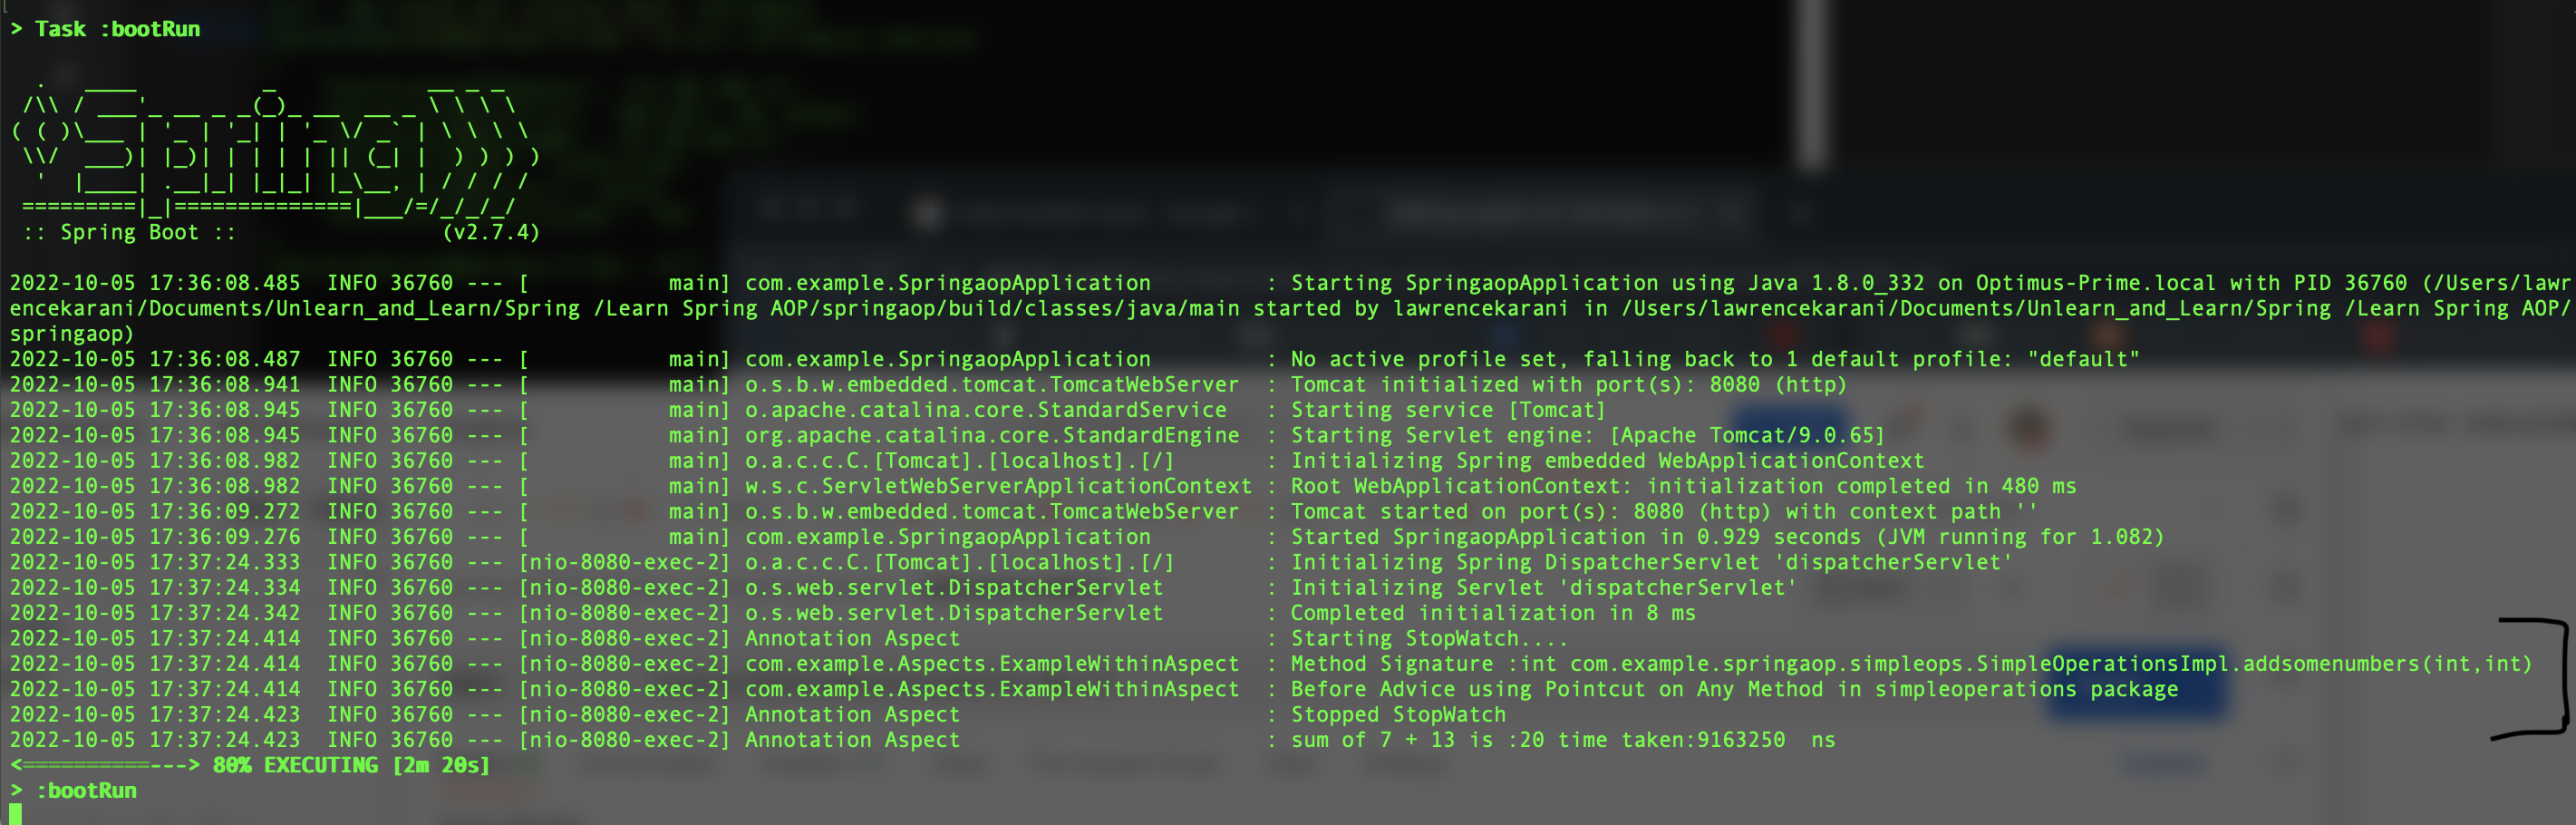 > Task :bootRun
  .   ____          _            __ _ _
 /\\ / ___'_ __ _ _(_)_ __  __ _ \ \ \ \
( ( )\___ | '_ | '_| | '_ \/ _` | \ \ \ \
 \\/  ___)| |_)| | | | | || (_| |  ) ) ) )
  '  |____| .__|_| |_|_| |_\__, | / / / /
 =========|_|==============|___/=/_/_/_/
 :: Spring Boot ::                (v2.7.4)
2022-10-05 17:36:08.485  INFO 36760 --- [           main] com.example.SpringaopApplication         : Starting SpringaopApplication using Java 1.8.0_332 on Optimus-Prime.local with PID 36760 (/Users/lawr
encekarani/Documents/Unlearn_and_Learn/Spring /Learn Spring AOP/springaop/build/classes/java/main started by lawrencekarani in /Users/lawrencekarani/Documents/Unlearn_and_Learn/Spring /Learn Spring AOP/
springaop)
2022-10-05 17:36:08.487  INFO 36760 --- [           main] com.example.SpringaopApplication         : No active profile set, falling back to 1 default profile: "default"
2022-10-05 17:36:08.941  INFO 36760 --- [           main] o.s.b.w.embedded.tomcat.TomcatWebServer  : Tomcat initialized with port(s): 8080 (http)
2022-10-05 17:36:08.945  INFO 36760 --- [           main] o.apache.catalina.core.StandardService   : Starting service [Tomcat]
2022-10-05 17:36:08.945  INFO 36760 --- [           main] org.apache.catalina.core.StandardEngine  : Starting Servlet engine: [Apache Tomcat/9.0.65]
2022-10-05 17:36:08.982  INFO 36760 --- [           main] o.a.c.c.C.[Tomcat].[localhost].[/]       : Initializing Spring embedded WebApplicationContext
2022-10-05 17:36:08.982  INFO 36760 --- [           main] w.s.c.ServletWebServerApplicationContext : Root WebApplicationContext: initialization completed in 480 ms
2022-10-05 17:36:09.272  INFO 36760 --- [           main] o.s.b.w.embedded.tomcat.TomcatWebServer  : Tomcat started on port(s): 8080 (http) with context path ''
2022-10-05 17:36:09.276  INFO 36760 --- [           main] com.example.SpringaopApplication         : Started SpringaopApplication in 0.929 seconds (JVM running for 1.082)
2022-10-05 17:37:24.333  INFO 36760 --- [nio-8080-exec-2] o.a.c.c.C.[Tomcat].[localhost].[/]       : Initializing Spring DispatcherServlet 'dispatcherServlet'
2022-10-05 17:37:24.334  INFO 36760 --- [nio-8080-exec-2] o.s.web.servlet.DispatcherServlet        : Initializing Servlet 'dispatcherServlet'
2022-10-05 17:37:24.342  INFO 36760 --- [nio-8080-exec-2] o.s.web.servlet.DispatcherServlet        : Completed initialization in 8 ms
2022-10-05 17:37:24.414  INFO 36760 --- [nio-8080-exec-2] Annotation Aspect                        : Starting StopWatch....
2022-10-05 17:37:24.414  INFO 36760 --- [nio-8080-exec-2] com.example.Aspects.ExampleWithinAspect  : Method Signature :int com.example.springaop.simpleops.SimpleOperationsImpl.addsomenumbers(int,int)
2022-10-05 17:37:24.414  INFO 36760 --- [nio-8080-exec-2] com.example.Aspects.ExampleWithinAspect  : Before Advice using Pointcut on Any Method in simpleoperations package
2022-10-05 17:37:24.423  INFO 36760 --- [nio-8080-exec-2] Annotation Aspect                        : Stopped StopWatch
2022-10-05 17:37:24.423  INFO 36760 --- [nio-8080-exec-2] Annotation Aspect                        : sum of 7 + 13 is :20 time taken:9163250  ns
<==========---> 80% EXECUTING [2m 20s]
> :bootRun